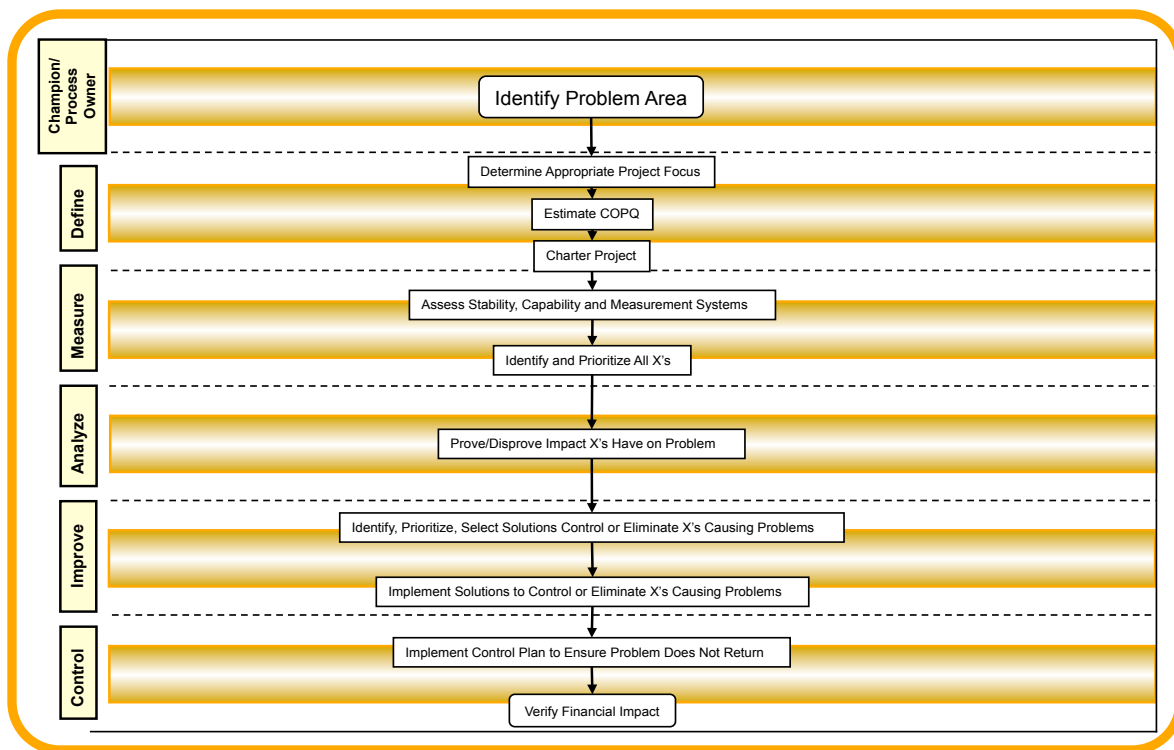 Champion/
Process
Owner
Identify Problem Area
Define
Determine Appropriate Project Focus
Estimate COPQ
Charter Project
Measure
Assess Stability, Capability and Measurement Systems
Identify and Prioritize All X's
Analyze
Prove/Disprove Impact X's Have on Problem
Improve
Identify, Prioritize, Select Solutions Control or Eliminate X's Causing Problems
Implement Solutions to Control or Eliminate X's Causing Problems
Control
Implement Control Plan to Ensure Problem Does Not Return
Verify Financial Impact